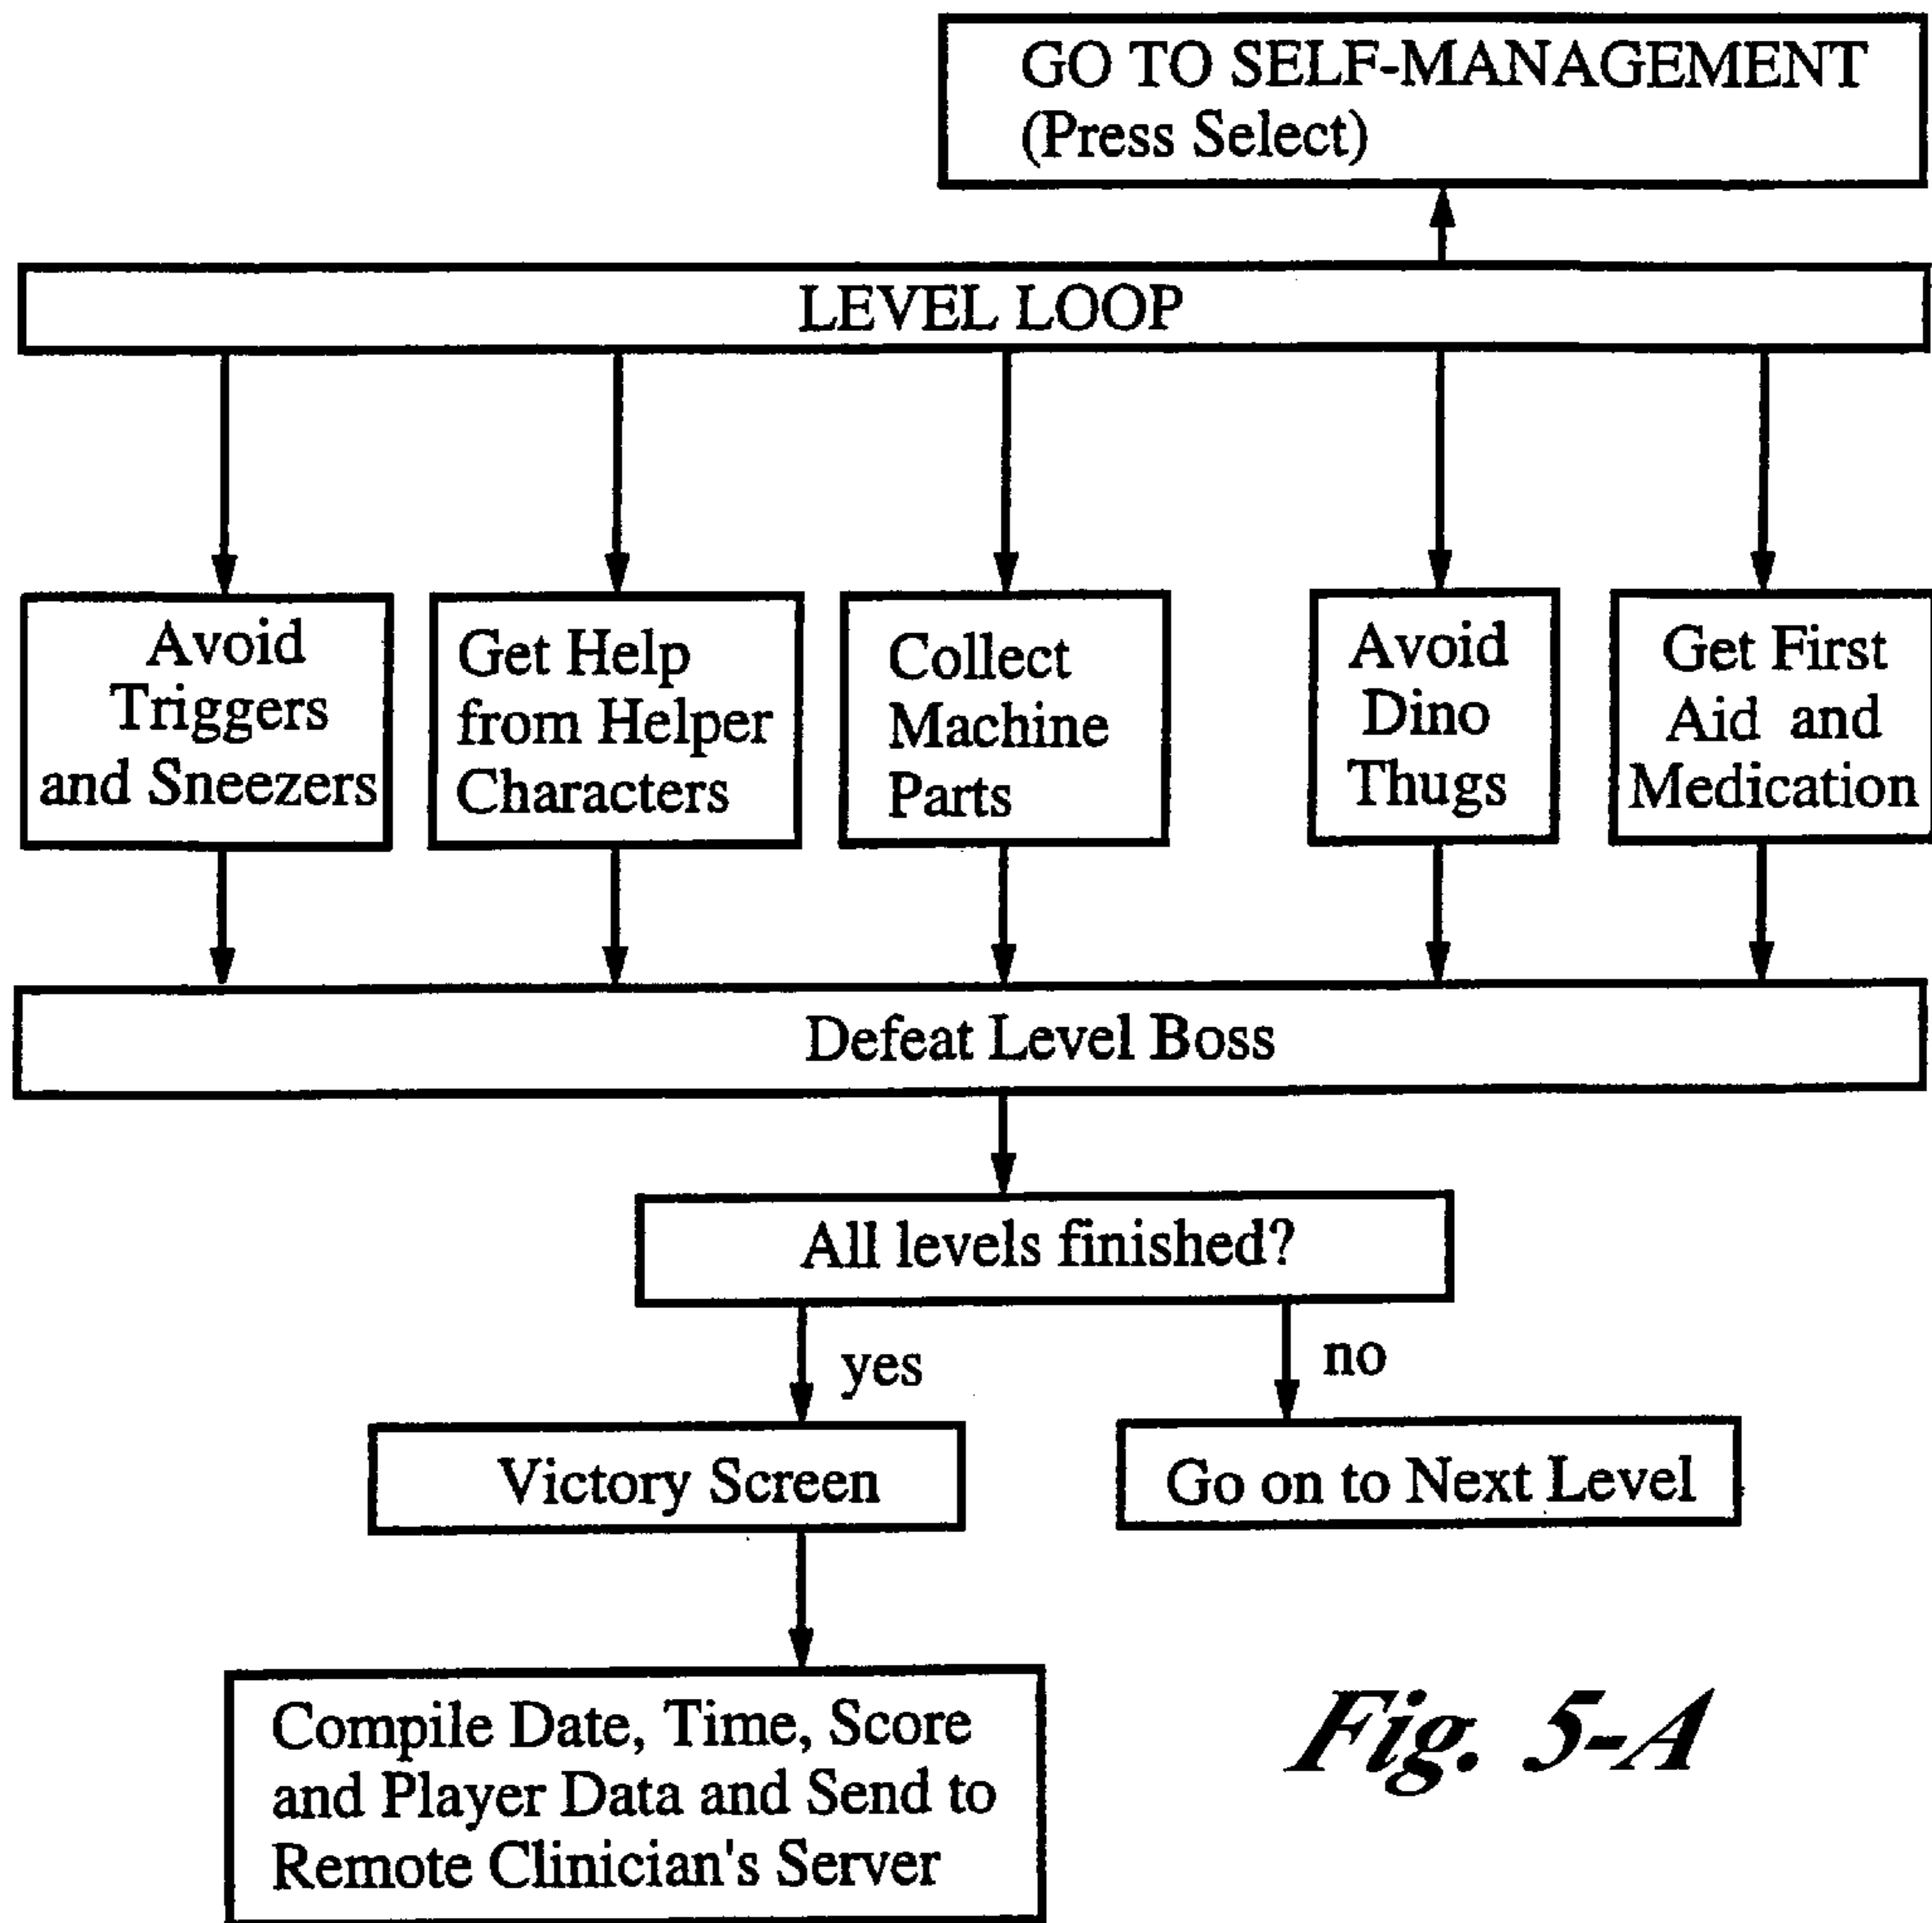 GO TO SELF-MANAGEMENT
(Press Select)
LEVEL LOOP
Avoid
Triggers
and Sneezers
Get Help
from Helper
Characters
Collect
Machine
Parts
Avoid
Dino
Thugs
Get First
Aid and
Medication
Defeat Level Boss
All levels finished?
yes
no
Victory Screen
Go on to Next Level
Compile Date, Time, Score
and Player Data and Send to
Remote Clinician's Server
Fig. 5-A